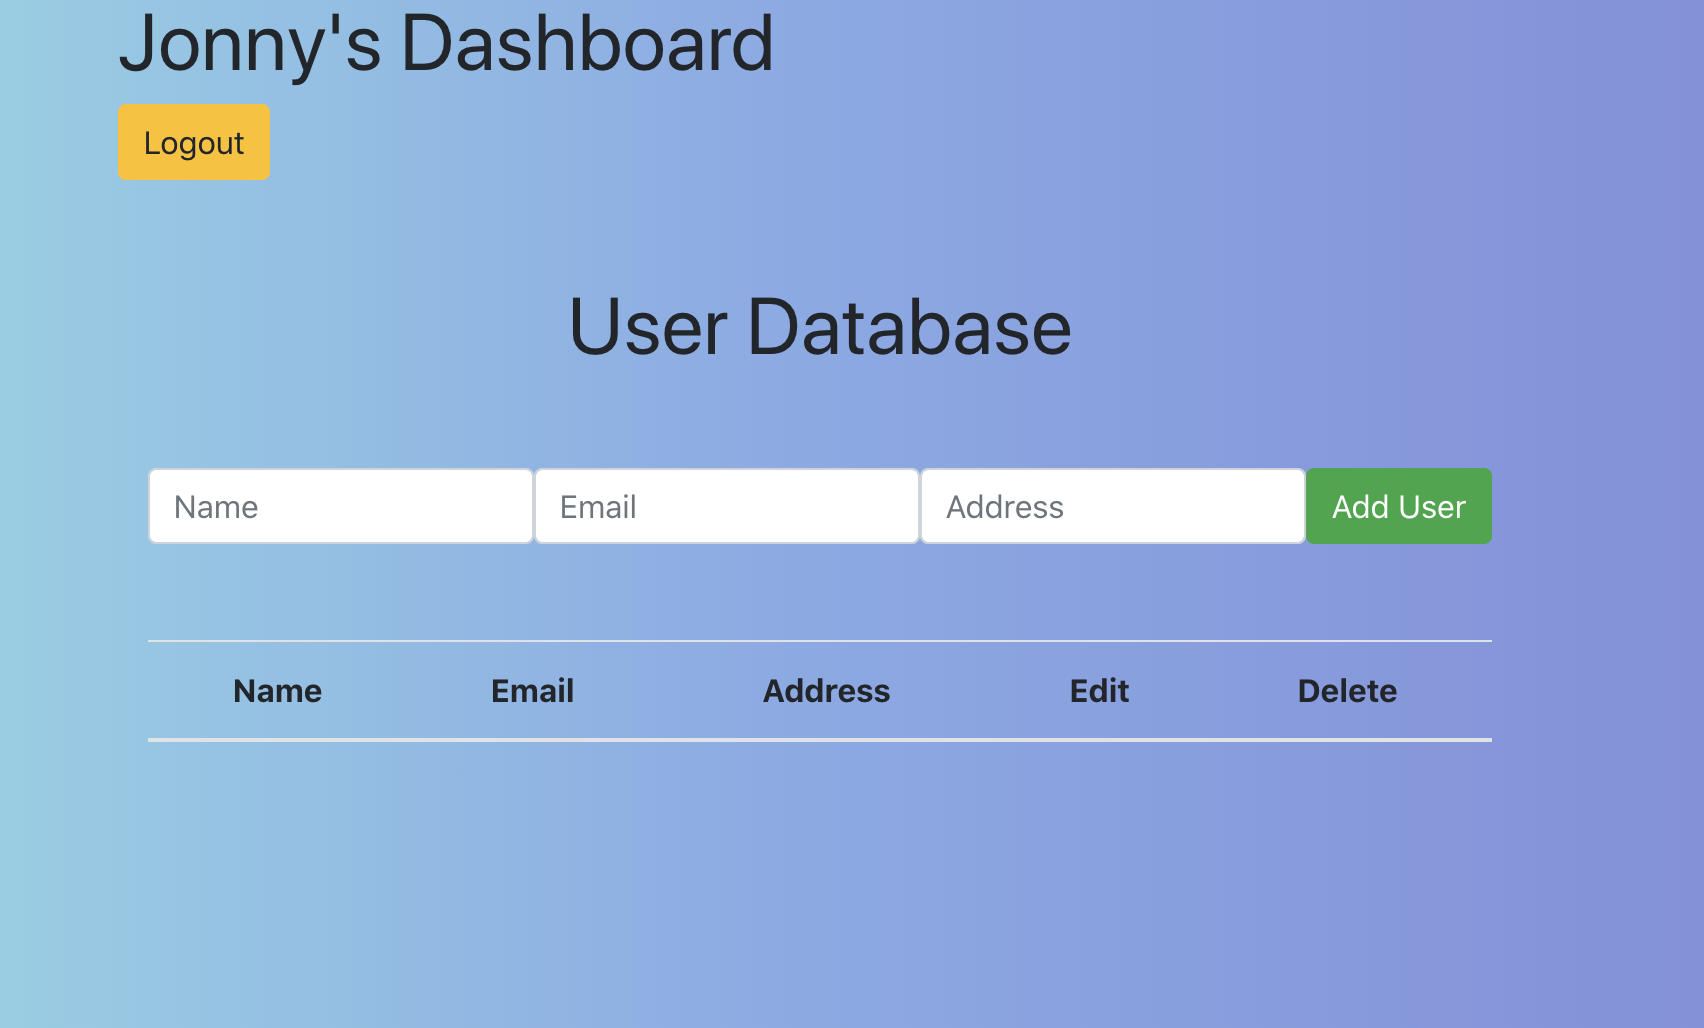 Jonny's Dashboard
Logout
User Database
Name Email Address Add User
Name Email Address Edit Delete